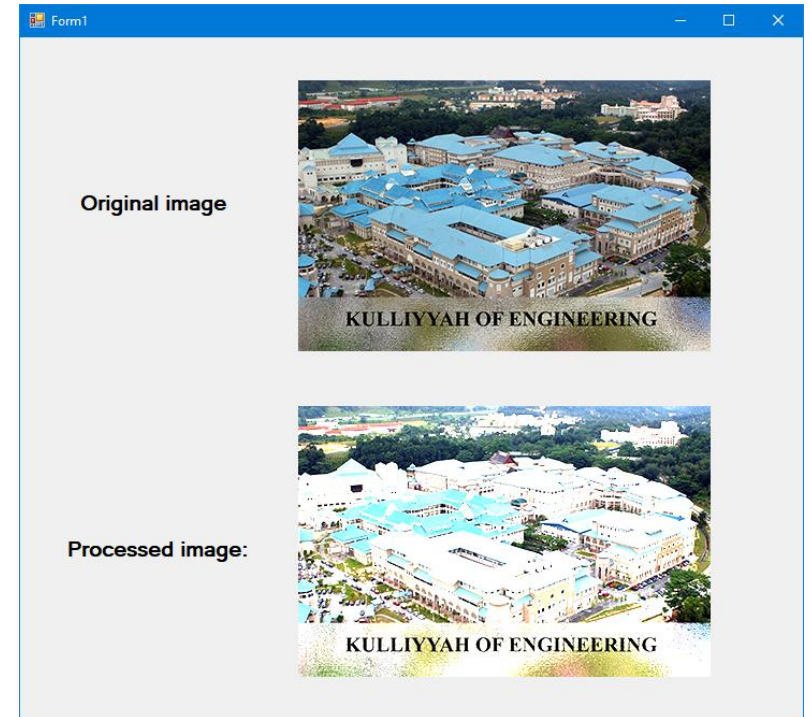 Form1
Original image
KULLIYYAH OF ENGINEERING
Processed image:
KULLIYYAH OF ENGINEERING